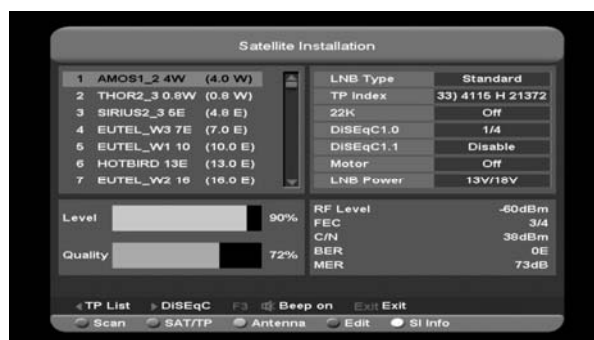 Satellite Installation
1 AMOS1_2 4W (4.0 W)
2 THOR2_3 0.8W (0.8 W)
3 SIRIUS2_3 5E (4.8 E)
4 EUTEL_W3 7E (7.0 E)
5 EUTEL_W1 10 (10.0 E)
6 HOTBIRD 13E (13.0 E)
7 EUTEL_W2 16 (16.0 E)
LNB Type Standard
TP Index 33) 4115 H 21372
22K Off
DiSEqC1.0 1/4
DiSEqC1.1 Disable
Motor Off
LNB Power 13V/18V
Level 90%
Quality 72%
RF Level -60dBm
FEC 3/4
C/N 38dBm
BER 0E
MER 73dB
TP List DiSEqC F3 Beep on Exit Exit
Scan SAT/TP Antenna Edit SI Info